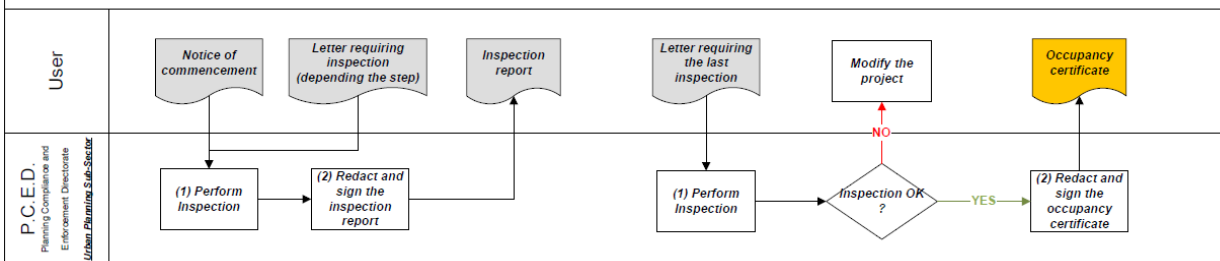 User
Notice of
commencement
Letter requiring
inspection
(depending the step)
Inspection
report
Letter requiring
the last
inspection
Modify the
project
Occupancy
certificate
NO
P.C.E.D.
Planning Compliance and
Enforcement Directorate
Urban Planning Sub-Sector
(1) Perform
Inspection
(2) Redact and
sign the
inspection
report
(1) Perform
Inspection
Inspection OK
?
YES
(2) Redact and
sign the
occupancy
certificate